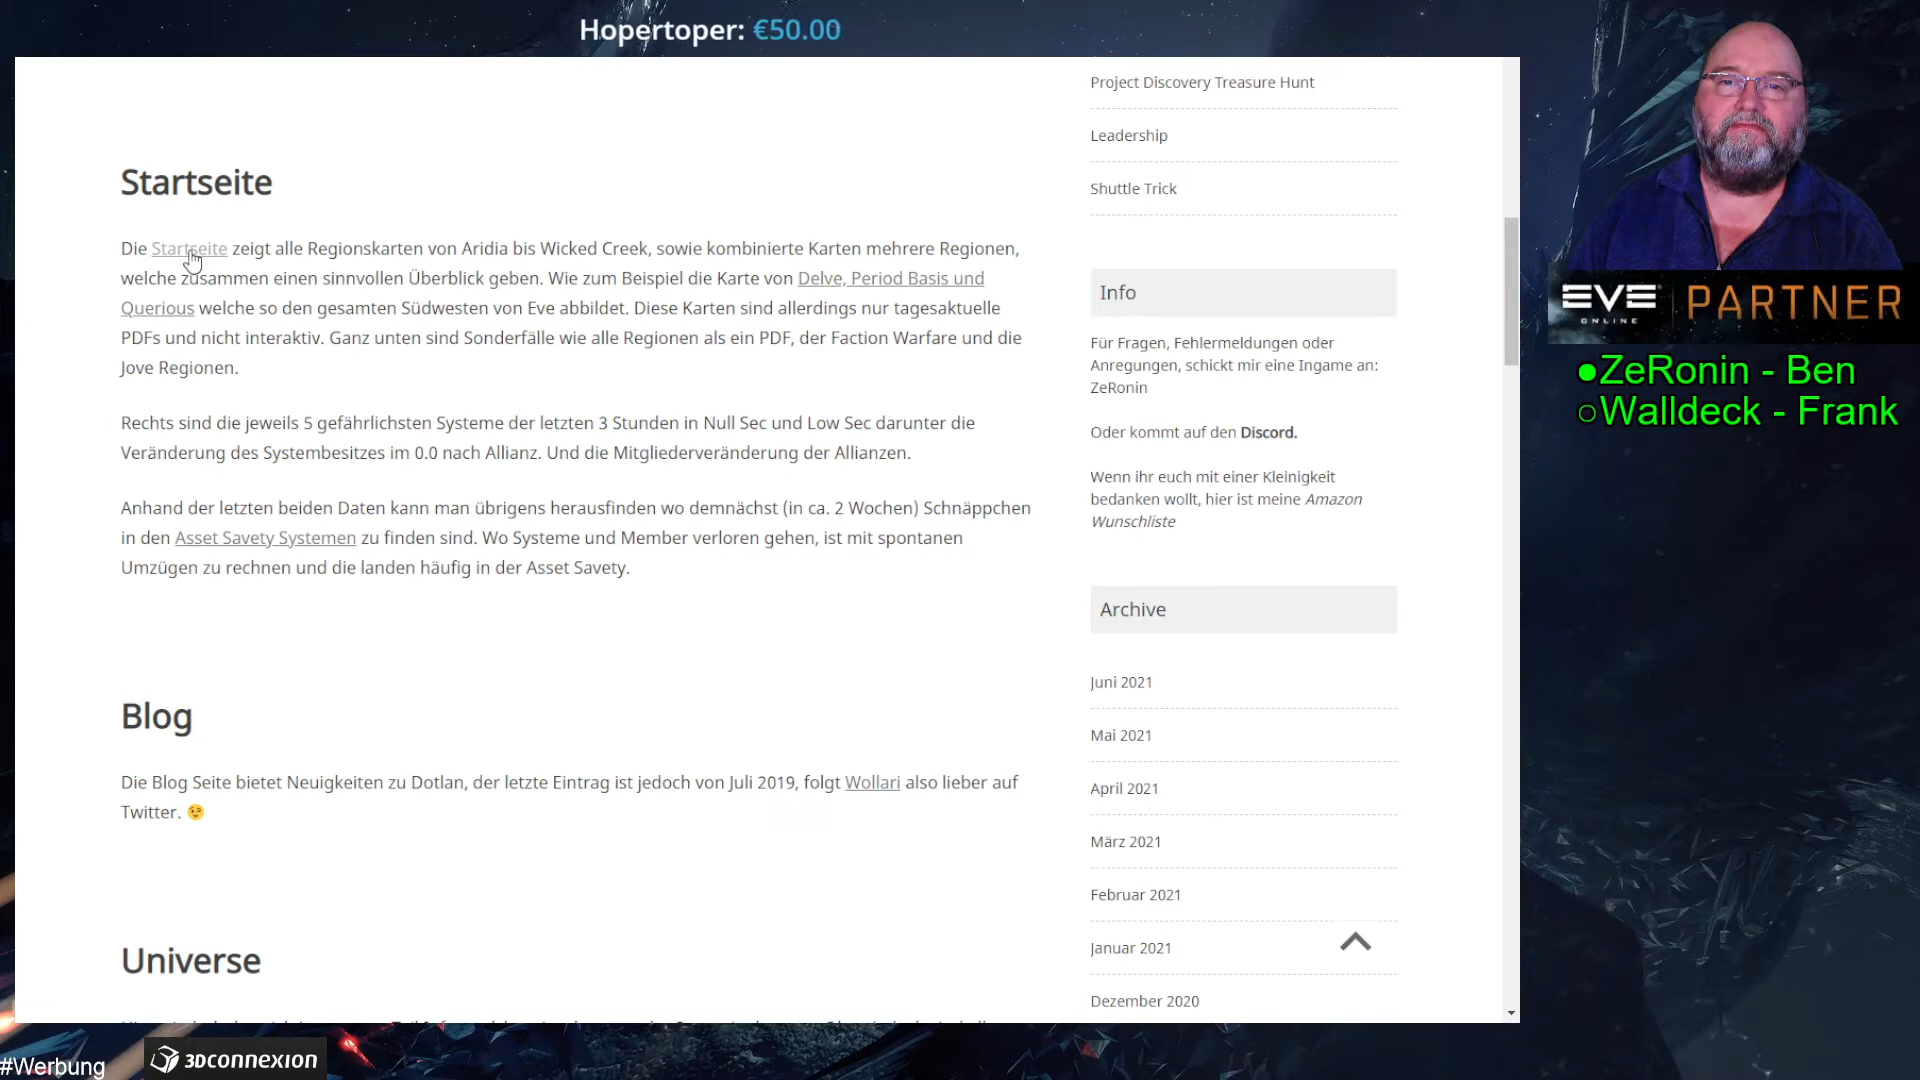 Hopertoper: €50.00
Startseite
Die Startseite zeigt alle Regionskarten von Aridia bis Wicked Creek, sowie kombinierte Karten mehrere Regionen,
welche zusammen einen sinnvollen Überblick geben. Wie zum Beispiel die Karte von Delve, Period Basis und
Querious welche so den gesamten Südwesten von Eve abbildet. Diese Karten sind allerdings nur tagesaktuelle
PDFs und nicht interaktiv. Ganz unten sind Sonderfälle wie alle Regionen als ein PDF, der Faction Warfare und die
Jove Regionen.
Rechts sind die jeweils 5 gefährlichsten Systeme der letzten 3 Stunden in Null Sec und Low Sec darunter die
Veränderung des Systembesitzes im 0.0 nach Allianz. Und die Mitgliederveränderung der Allianzen.
Anhand der letzten beiden Daten kann man übrigens herausfinden wo demnächst (in ca. 2 Wochen) Schnäppchen
in den Asset Savety Systemen zu finden sind. Wo Systeme und Member verloren gehen, ist mit spontanen
Umzügen zu rechnen und die landen häufig in der Asset Savety.
Blog
Die Blog Seite bietet Neuigkeiten zu Dotlan, der letzte Eintrag ist jedoch von Juli 2019, folgt Wollari also lieber auf
Twitter. 😉
Universe
Project Discovery Treasure Hunt
Leadership
Shuttle Trick
Info
Für Fragen, Fehlermeldungen oder
Anregungen, schickt mir eine Ingame an:
ZeRonin
Oder kommt auf den Discord.
Wenn ihr euch mit einer Kleinigkeit
bedanken wollt, hier ist meine Amazon
Wunschliste
Archive
Juni 2021
Mai 2021
April 2021
März 2021
Februar 2021
Januar 2021
Dezember 2020
EVE ONLINE PARTNER
●ZeRonin - Ben
○Walldeck - Frank
#Werbung
3DCONNEXION